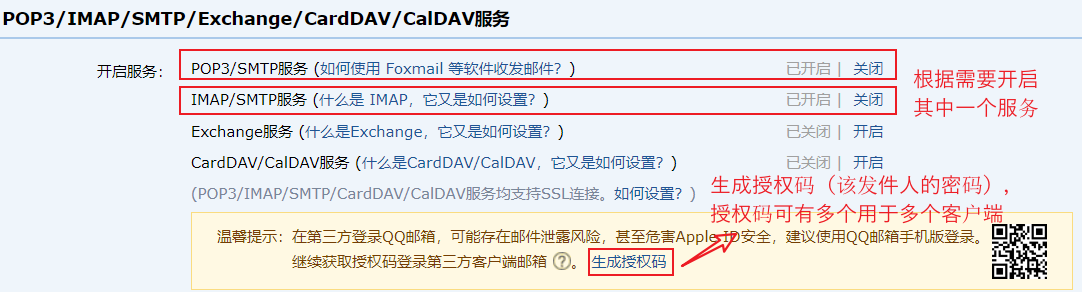 POP3/IMAP/SMTP/Exchange/CardDAV/CalDAV服务
开启服务： POP3/SMTP服务 (如何使用 Foxmail 等软件收发邮件？) 已开启 | 关闭
IMAP/SMTP服务 (什么是 IMAP，它又是如何设置？) 已开启 | 关闭
根据需要开启
其中一个服务
Exchange服务 (什么是Exchange，它又是如何设置？) 已关闭 | 开启
CardDAV/CalDAV服务 (什么是CardDAV/CalDAV，它又是如何设置？) 已关闭 | 开启
(POP3/IMAP/SMTP/CardDAV/CalDAV服务均支持SSL连接。如何设置？)
生成授权码（该发件人的密码），
授权码可有多个用于多个客户端
温馨提示：在第三方登录QQ邮箱，可能存在邮件泄露风险，甚至危害Apple ID安全，建议使用QQ邮箱手机版登录。
继续获取授权码登录第三方客户端邮箱 ? 。 生成授权码